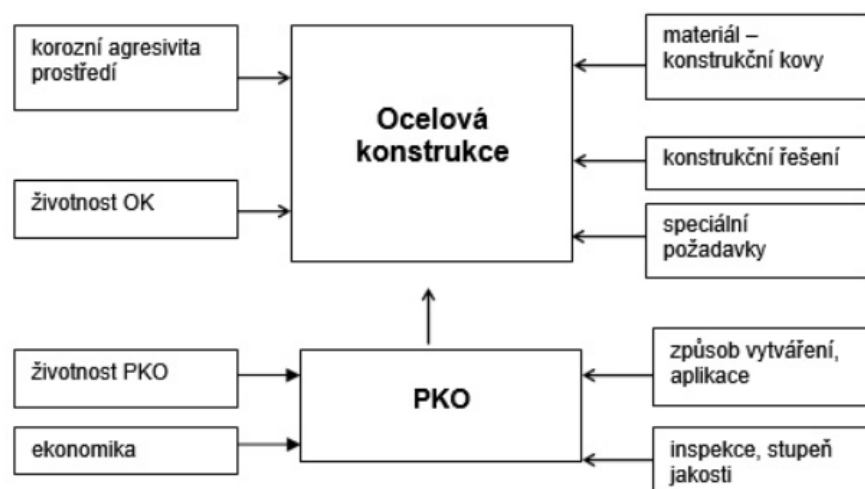 korozní agresivita
prostředí
materiál –
konstrukční kovy
Ocelová
konstrukce
konstrukční řešení
životnost OK
speciální
požadavky
životnost PKO
způsob vytváření,
aplikace
PKO
ekonomika
inspekce, stupeň
jakosti